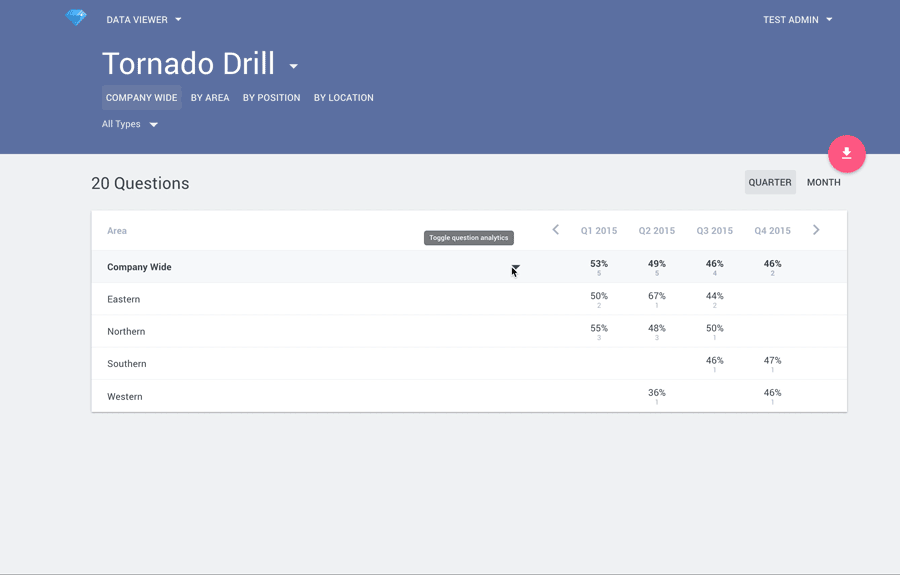 DATA VIEWER TEST ADMIN
Tornado Drill
COMPANY WIDE BY AREA BY POSITION BY LOCATION
All Types
20 Questions QUARTER MONTH
Area Q1 2015 Q2 2015 Q3 2015 Q4 2015
Toggle question analytics
Company Wide 53% 49% 46% 46%
5 5 4 2
Eastern 50% 67% 44%
2 1 2
Northern 55% 48% 50%
3 3 1
Southern 46% 47%
1 1
Western 36% 46%
1 1